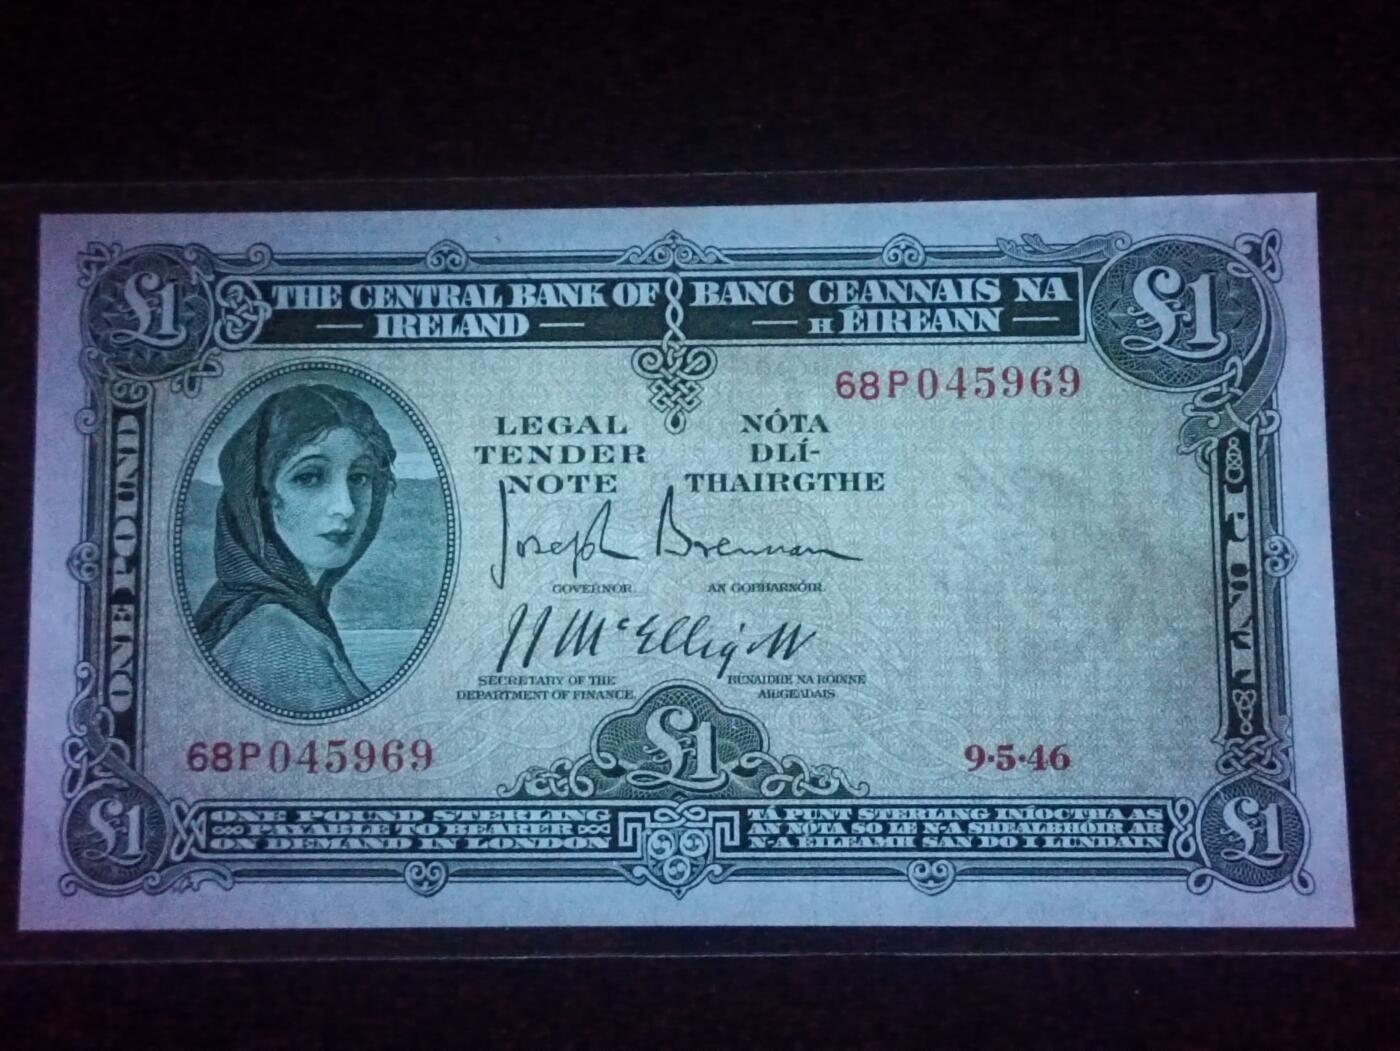 £1
THE CENTRAL BANK OF
— IRELAND —
BANC CEANNAIS NA
— H ÉIREANN —
£1
68P045969
LEGAL
TENDER
NOTE
NÓTA
DLÍ-
THAIRGTHE
Joseph Brennan
GOVERNOR.
AN GOBHARNÓIR.
J J McElligott
SECRETARY OF THE
DEPARTMENT OF FINANCE.
RÚNAIDHE NA ROINNE
AIRGEADAIS.
ONE POUND
PUNT
68P045969
£1
9·5·46
£1
ONE POUND STERLING
PAYABLE TO BEARER
ON DEMAND IN LONDON
TÁ PUNT STERLING INÍOCTHA AS
AN NÓTA SO LE N-A SHEALBHÓIR AR
N-A ÉILEAMH SAN DO I LUNDAIN
£1